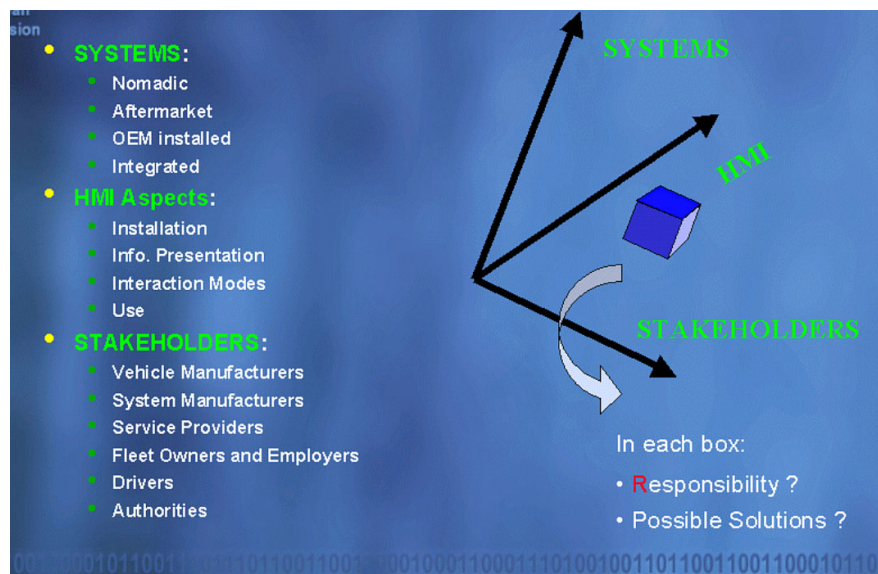 sion
SYSTEMS:
Nomadic
Aftermarket
OEM installed
Integrated
HMI Aspects:
Installation
Info. Presentation
Interaction Modes
Use
STAKEHOLDERS:
Vehicle Manufacturers
System Manufacturers
Service Providers
Fleet Owners and Employers
Drivers
Authorities
SYSTEMS
HMI
STAKEHOLDERS
In each box:
• Responsibility ?
• Possible Solutions ?